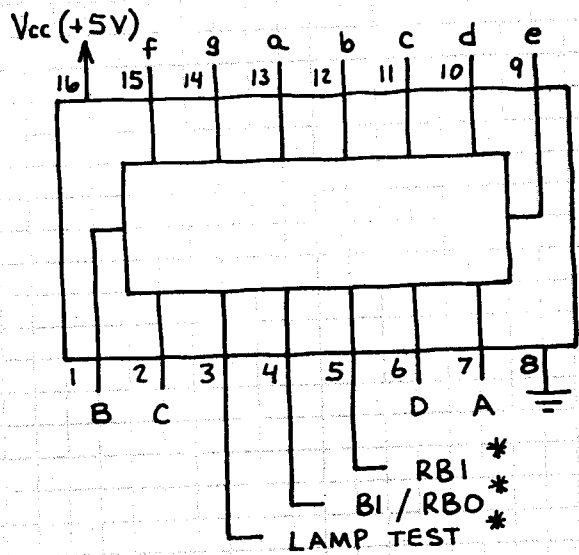 Vcc (+5V)
f g a b c d e
16 15 14 13 12 11 10 9
1 2 3 4 5 6 7 8
B C D A
RBI *
BI / RBO *
LAMP TEST *